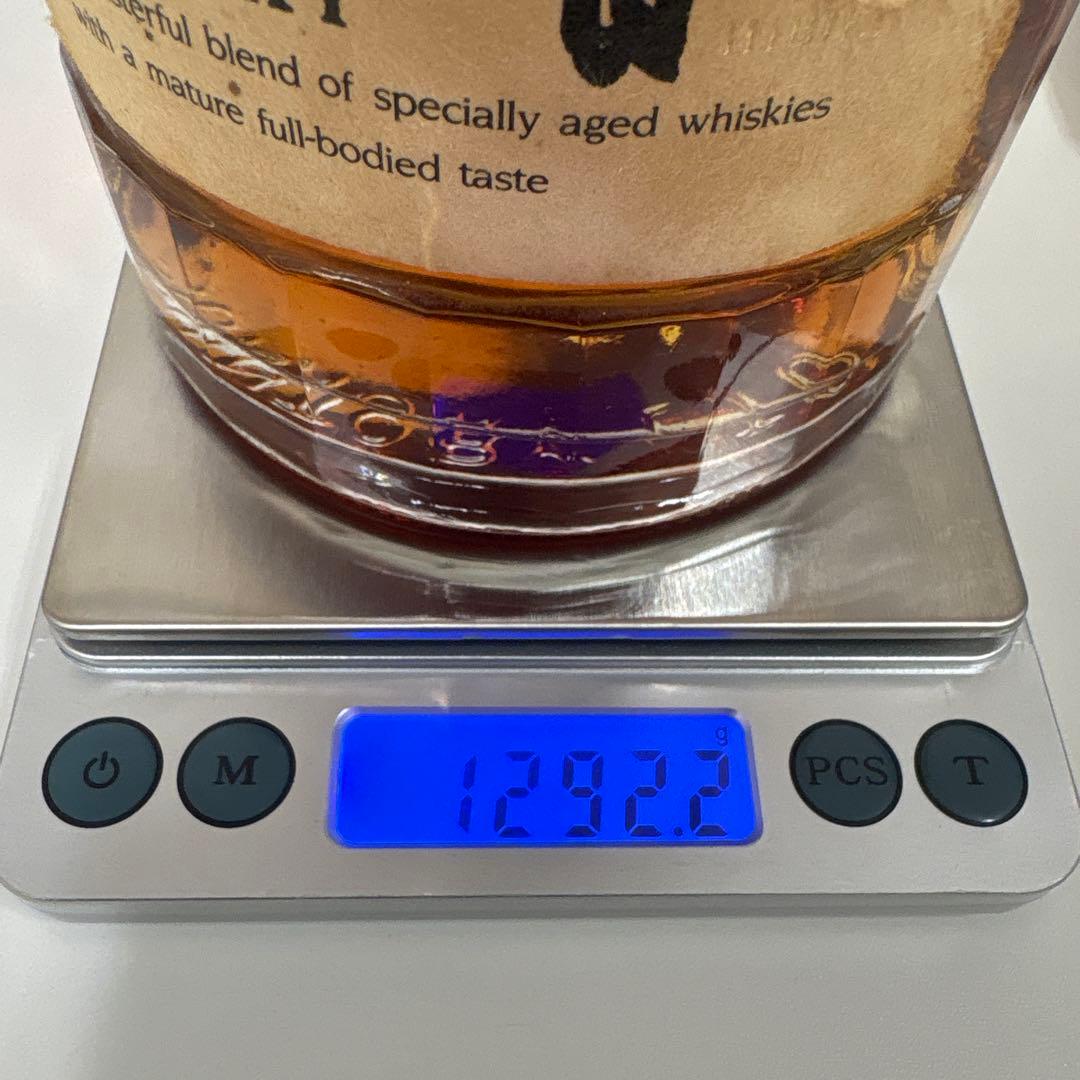 sterful blend of specially aged whiskies
with a mature full-bodied taste
g
1292.2
M
PCS
T